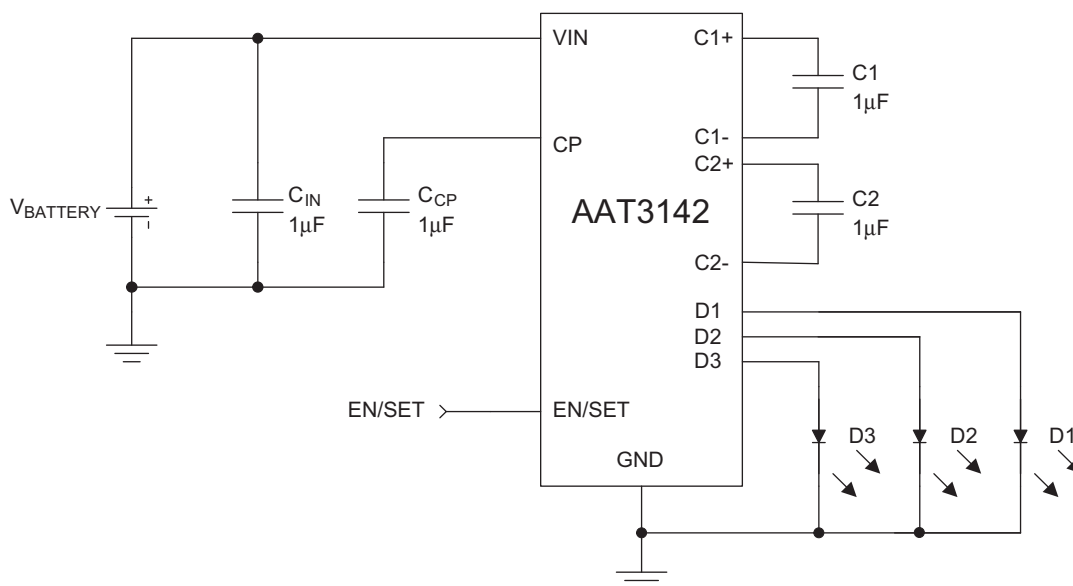 VIN
C1+
C1
1μF
CP
C1-
C2+
VBATTERY
+
-
CIN
1μF
CCP
1μF
AAT3142
C2
1μF
C2-
D1
D2
D3
EN/SET
EN/SET
GND
D3
D2
D1